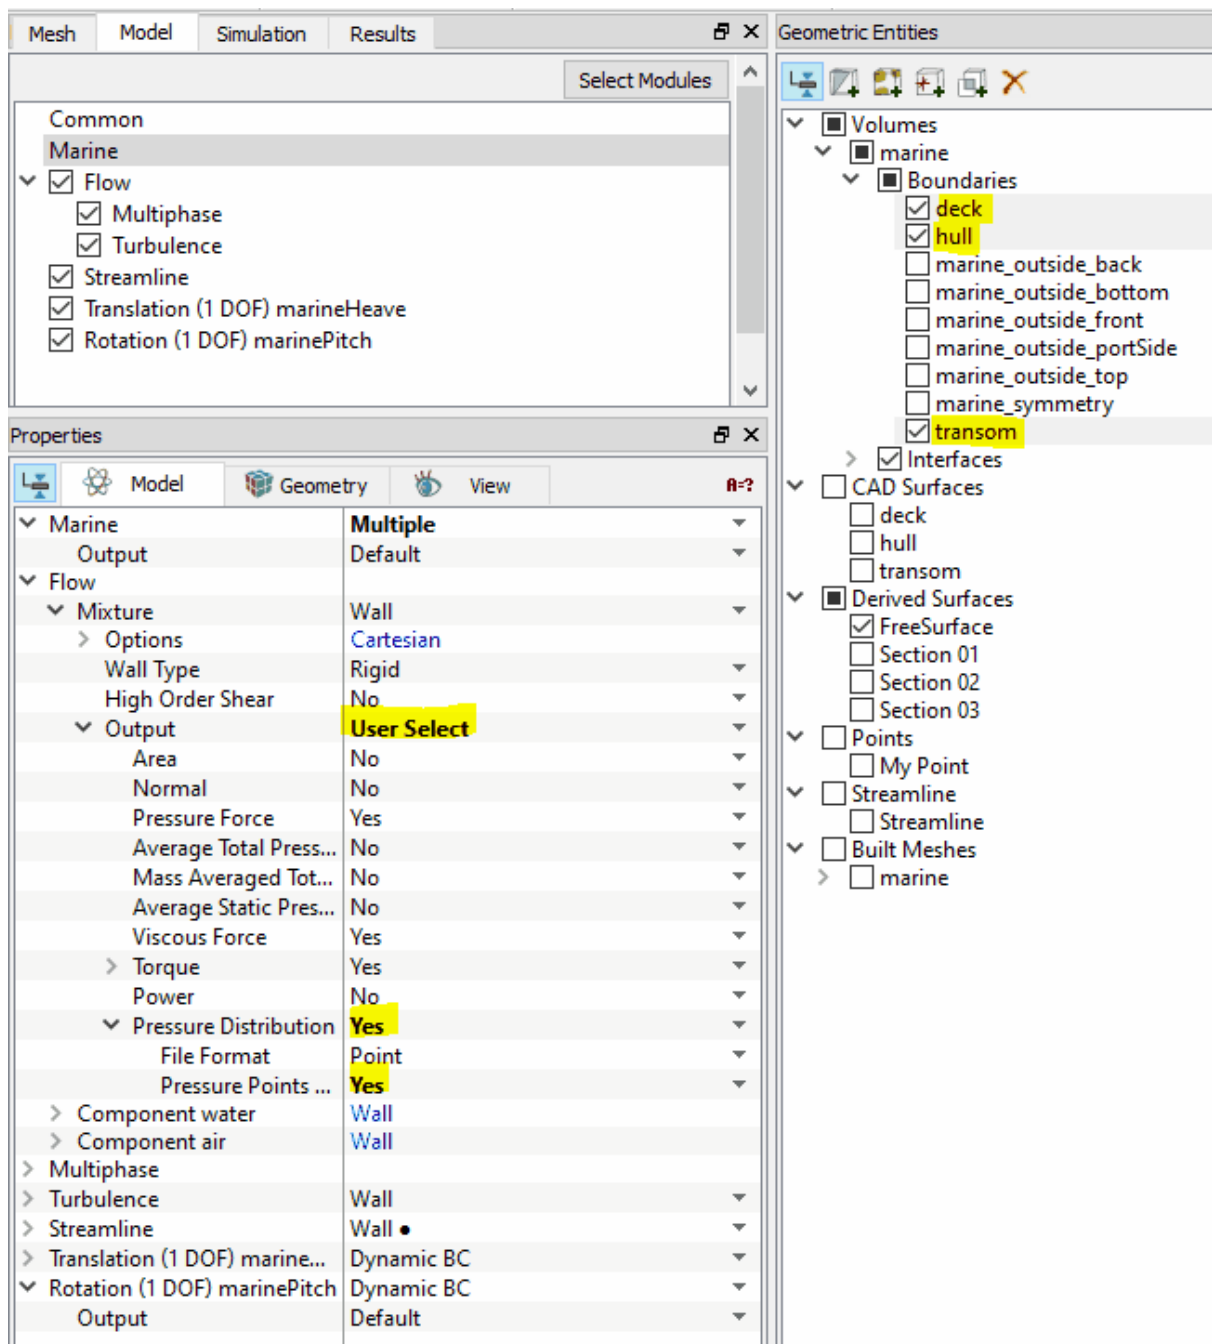 Mesh Model Simulation Results
Select Modules
Common
Marine
Flow
Multiphase
Turbulence
Streamline
Translation (1 DOF) marineHeave
Rotation (1 DOF) marinePitch
Properties
Model Geometry View A=?
Marine Multiple
Output Default
Flow
Mixture Wall
Options Cartesian
Wall Type Rigid
High Order Shear No
Output User Select
Area No
Normal No
Pressure Force Yes
Average Total Press... No
Mass Averaged Tot... No
Average Static Pres... No
Viscous Force Yes
Torque Yes
Power No
Pressure Distribution Yes
File Format Point
Pressure Points ... Yes
Component water Wall
Component air Wall
Multiphase
Turbulence Wall
Streamline Wall ●
Translation (1 DOF) marine... Dynamic BC
Rotation (1 DOF) marinePitch Dynamic BC
Output Default
Geometric Entities
Volumes
marine
Boundaries
deck
hull
marine_outside_back
marine_outside_bottom
marine_outside_front
marine_outside_portSide
marine_outside_top
marine_symmetry
transom
Interfaces
CAD Surfaces
deck
hull
transom
Derived Surfaces
FreeSurface
Section 01
Section 02
Section 03
Points
My Point
Streamline
Streamline
Built Meshes
marine